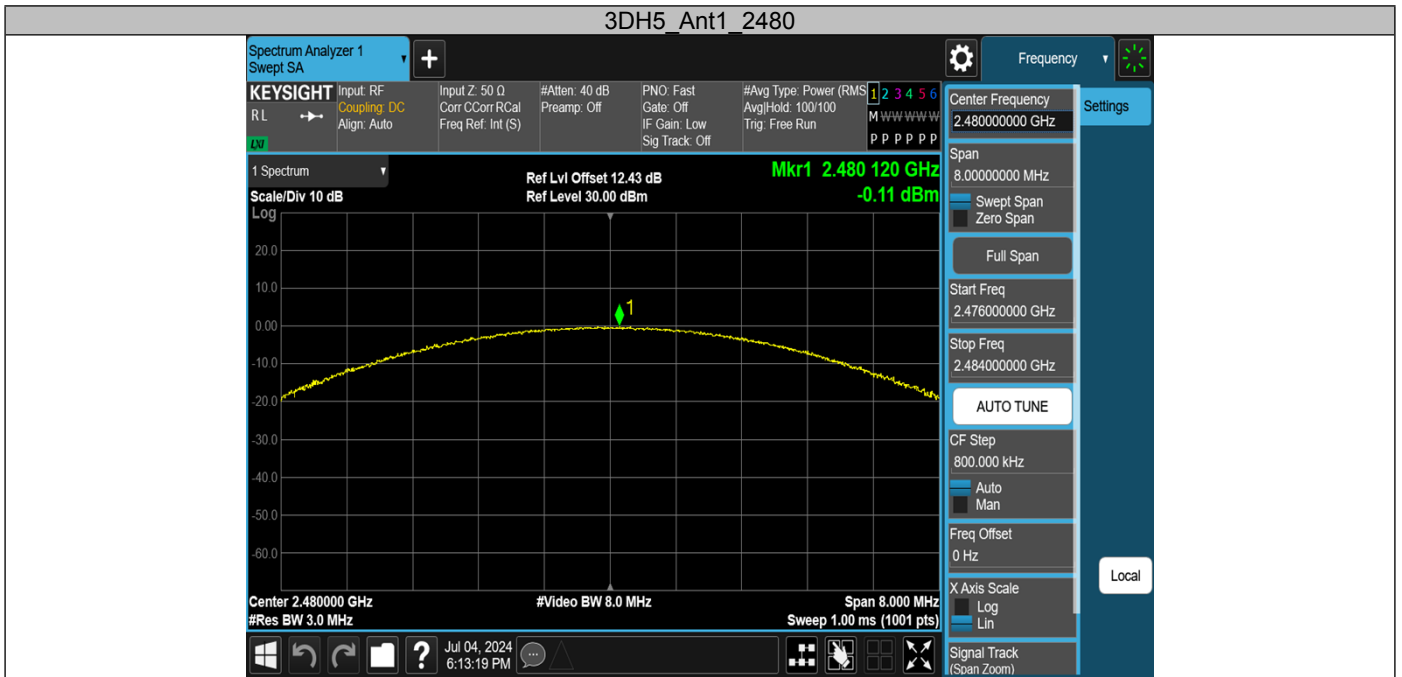 3DH5_Ant1_2480
Spectrum Analyzer 1
Swept SA
+
Frequency
KEYSIGHT
RL
LXI
Input: RF
Coupling: DC
Align: Auto
Input Z: 50 Ω
Corr CCorr RCal
Freq Ref: Int (S)
#Atten: 40 dB
Preamp: Off
PNO: Fast
Gate: Off
IF Gain: Low
Sig Track: Off
#Avg Type: Power (RMS
Avg|Hold: 100/100
Trig: Free Run
1 2 3 4 5 6
M W W W W W
P P P P P P
1 Spectrum
Scale/Div 10 dB
Log
Ref Lvl Offset 12.43 dB
Ref Level 30.00 dBm
Mkr1 2.480 120 GHz
-0.11 dBm
20.0
10.0
0.00
-10.0
-20.0
-30.0
-40.0
-50.0
-60.0
1
Center 2.480000 GHz
#Res BW 3.0 MHz
#Video BW 8.0 MHz
Span 8.000 MHz
Sweep 1.00 ms (1001 pts)
?
Jul 04, 2024
6:13:19 PM
Center Frequency
2.480000000 GHz
Settings
Span
8.00000000 MHz
Swept Span
Zero Span
Full Span
Start Freq
2.476000000 GHz
Stop Freq
2.484000000 GHz
AUTO TUNE
CF Step
800.000 kHz
Auto
Man
Freq Offset
0 Hz
X Axis Scale
Log
Lin
Local
Signal Track
(Span Zoom)